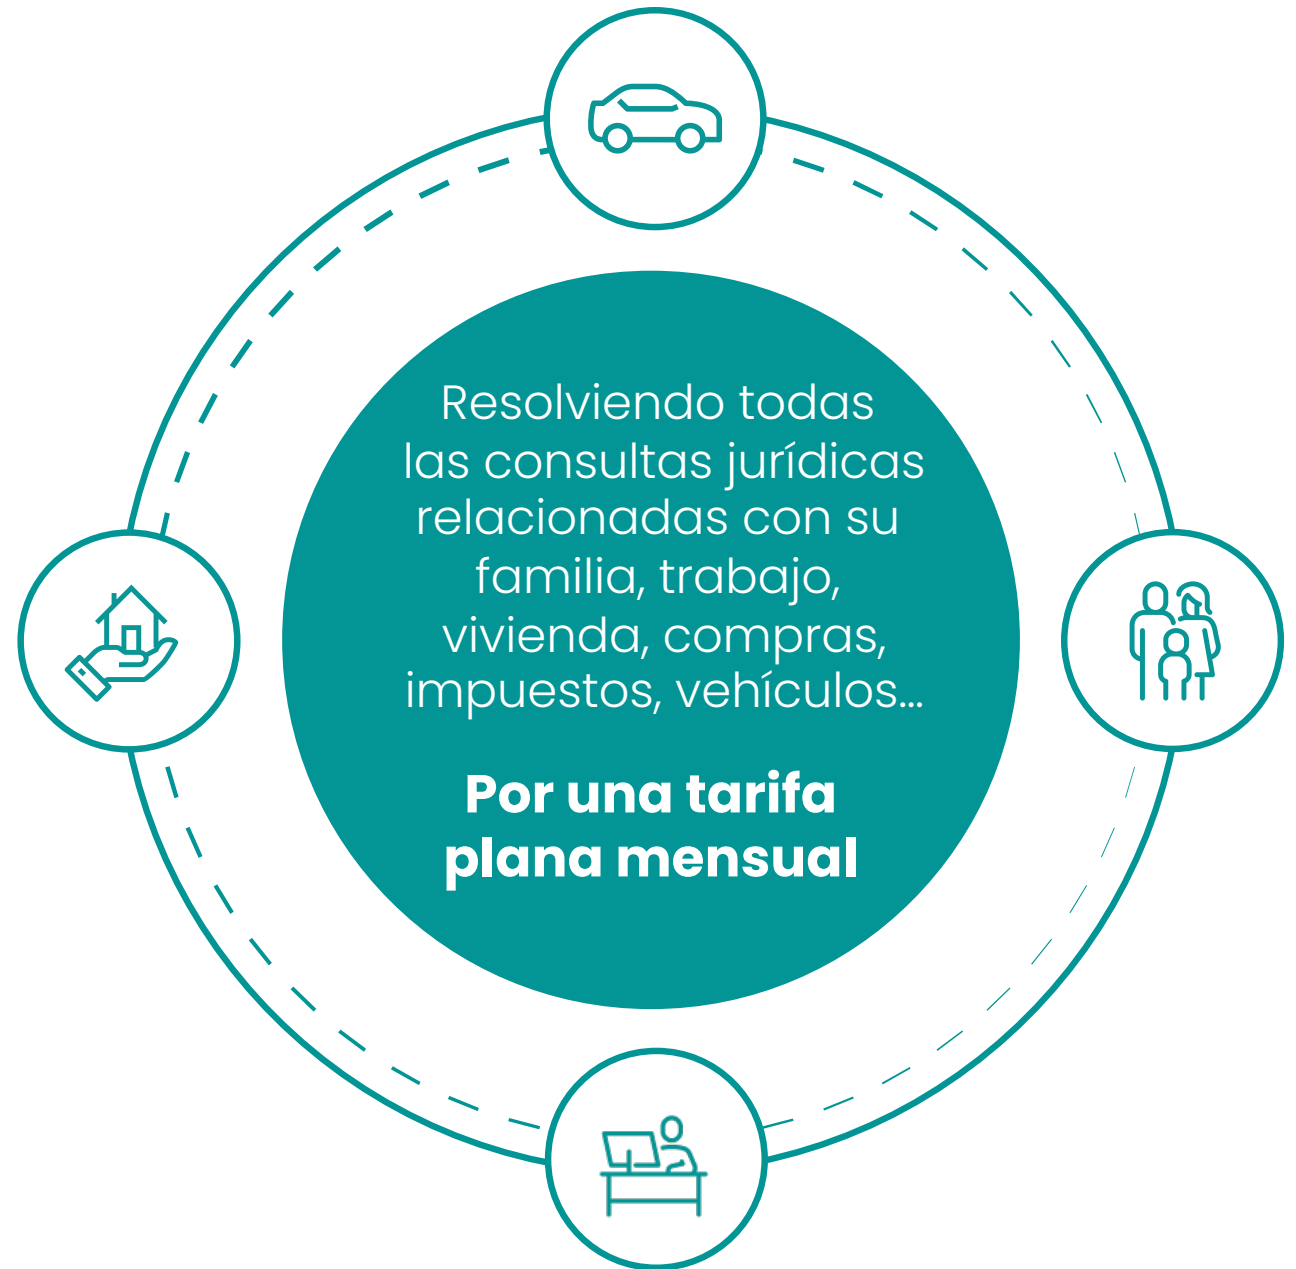 Resolviendo todas
las consultas jurídicas
relacionadas con su
familia, trabajo,
vivienda, compras,
impuestos, vehículos...
Por una tarifa
plana mensual